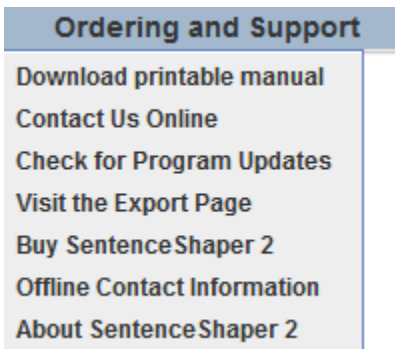 Ordering and Support
Download printable manual
Contact Us Online
Check for Program Updates
Visit the Export Page
Buy SentenceShaper 2
Offline Contact Information
About SentenceShaper 2